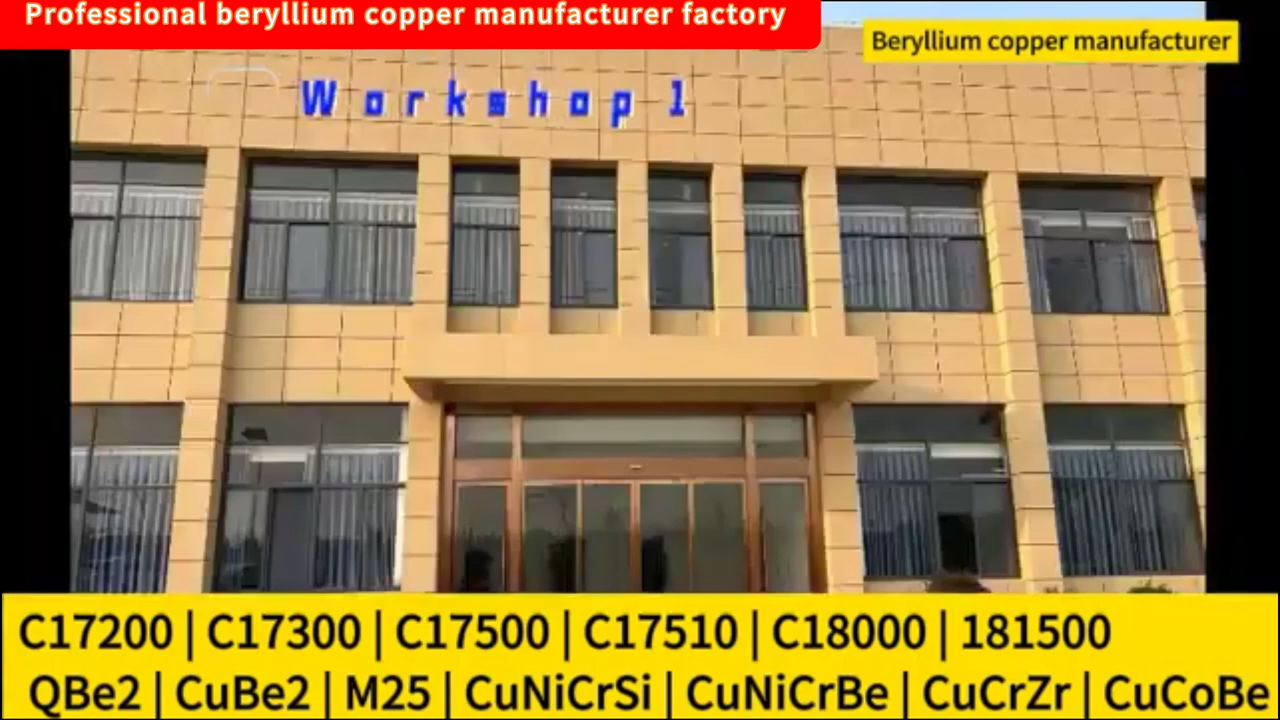 Professional beryllium copper manufacturer factory
Beryllium copper manufacturer
Workshop 1
C17200 | C17300 | C17500 | C17510 | C18000 | 181500
QBe2 | CuBe2 | M25 | CuNiCrSi | CuNiCrBe | CuCrZr | CuCoBe